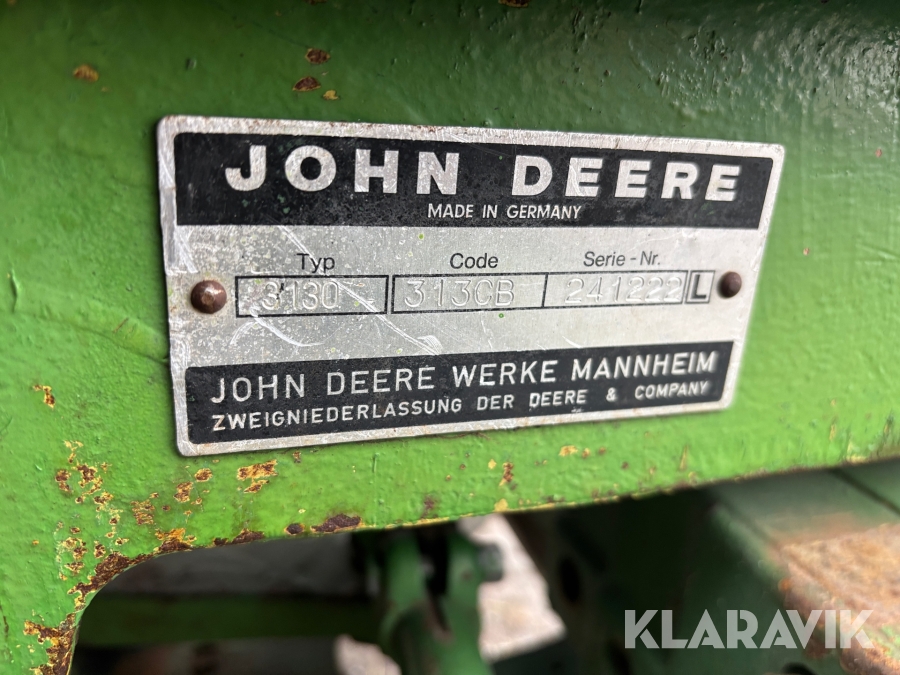 JOHN DEERE
MADE IN GERMANY
Typ Code Serie-Nr.
3130 313CB 241222 L
JOHN DEERE WERKE MANNHEIM
ZWEIGNIEDERLASSUNG DER DEERE & COMPANY
KLARAVIK